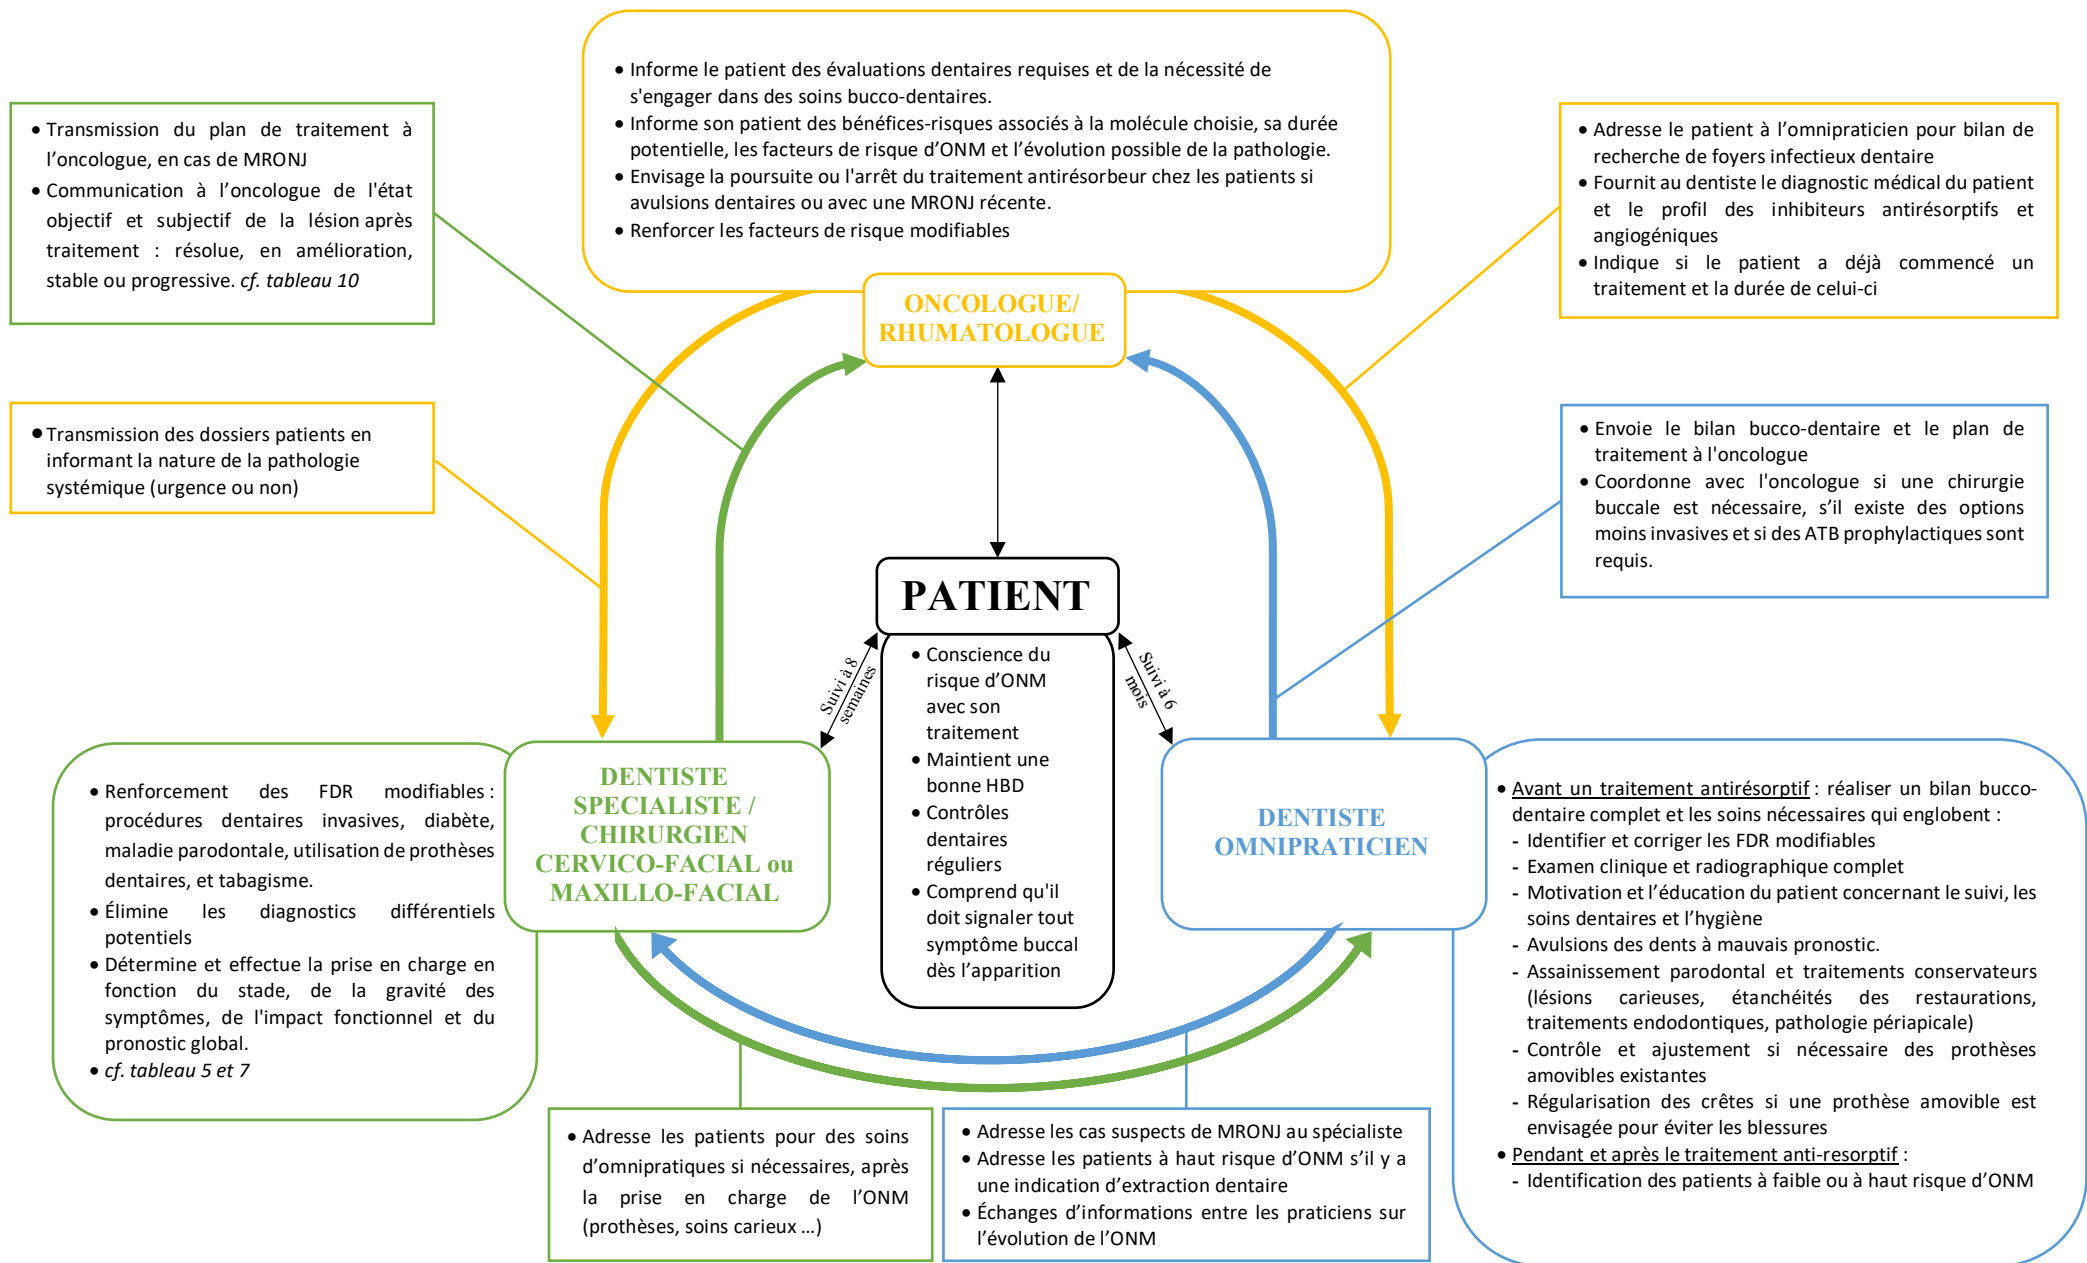 • Informe le patient des évaluations dentaires requises et de la nécessité de
s'engager dans des soins bucco-dentaires.
• Informe son patient des bénéfices-risques associés à la molécule choisie, sa durée
potentielle, les facteurs de risque d'ONM et l'évolution possible de la pathologie.
• Envisage la poursuite ou l'arrêt du traitement antirésorbeur chez les patients si
avulsions dentaires ou avec une MRONJ récente.
• Renforcer les facteurs de risque modifiables
ONCOLOGUE/
RHUMATOLOGUE
• Transmission du plan de traitement à
l'oncologue, en cas de MRONJ
• Communication à l'oncologue de l'état
objectif et subjectif de la lésion après
traitement : résolue, en amélioration,
stable ou progressive. cf. tableau 10
• Adresse le patient à l'omnipraticien pour bilan de
recherche de foyers infectieux dentaire
• Fournit au dentiste le diagnostic médical du patient
et le profil des inhibiteurs antirésorptifs et
angiogéniques
• Indique si le patient a déjà commencé un
traitement et la durée de celui-ci
• Transmission des dossiers patients en
informant la nature de la pathologie
systémique (urgence ou non)
• Envoie le bilan bucco-dentaire et le plan de
traitement à l'oncologue
• Coordonne avec l'oncologue si une chirurgie
buccale est nécessaire, s'il existe des options
moins invasives et si des ATB prophylactiques sont
requis.
PATIENT
• Conscience du
risque d'ONM
avec son
traitement
• Maintient une
bonne HBD
• Contrôles
dentaires
réguliers
• Comprend qu'il
doit signaler tout
symptôme buccal
dès l'apparition
Suivi à 8
semaines
Suivi à 6
mois
• Renforcement des FDR modifiables :
procédures dentaires invasives, diabète,
maladie parodontale, utilisation de prothèses
dentaires, et tabagisme.
• Élimine les diagnostics différentiels
potentiels
• Détermine et effectue la prise en charge en
fonction du stade, de la gravité des
symptômes, de l'impact fonctionnel et du
pronostic global.
• cf. tableau 5 et 7
DENTISTE
SPECIALISTE /
CHIRURGIEN
CERVICO-FACIAL ou
MAXILLO-FACIAL
DENTISTE
OMNIPRATICIEN
• Avant un traitement antirésorptif : réaliser un bilan bucco-
dentaire complet et les soins nécessaires qui englobent :
- Identifier et corriger les FDR modifiables
- Examen clinique et radiographique complet
- Motivation et l'éducation du patient concernant le suivi, les
soins dentaires et l'hygiène
- Avulsions des dents à mauvais pronostic.
- Assainissement parodontal et traitements conservateurs
(lésions carieuses, étanchéités des restaurations,
traitements endodontiques, pathologie périapicale)
- Contrôle et ajustement si nécessaire des prothèses
amovibles existantes
- Régularisation des crêtes si une prothèse amovible est
envisagée pour éviter les blessures
• Pendant et après le traitement anti-resorptif :
- Identification des patients à faible ou à haut risque d'ONM
• Adresse les patients pour des soins
d'omnipratiques si nécessaires, après
la prise en charge de l'ONM
(prothèses, soins carieux ...)
• Adresse les cas suspects de MRONJ au spécialiste
• Adresse les patients à haut risque d'ONM s'il y a
une indication d'extraction dentaire
• Échanges d'informations entre les praticiens sur
l'évolution de l'ONM